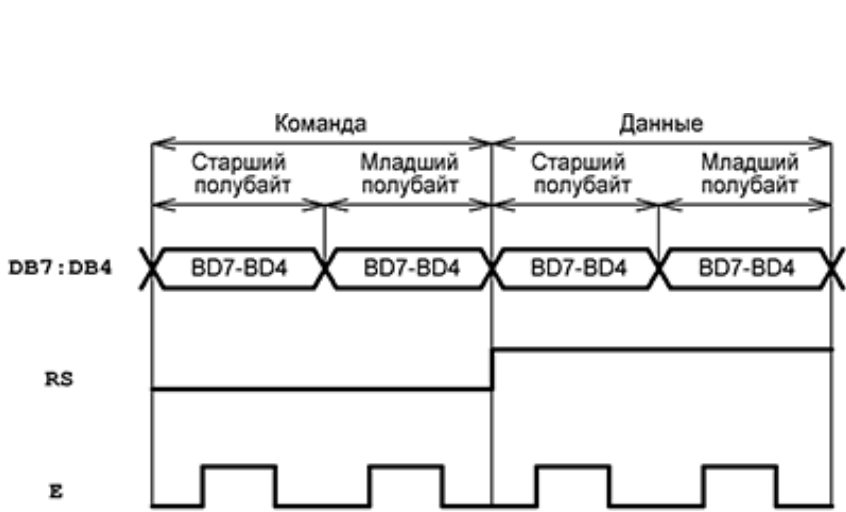 Команда Данные
Старший Младший Старший Младший
полубайт полубайт полубайт полубайт
DB7:DB4 BD7-BD4 BD7-BD4 BD7-BD4 BD7-BD4
RS
E